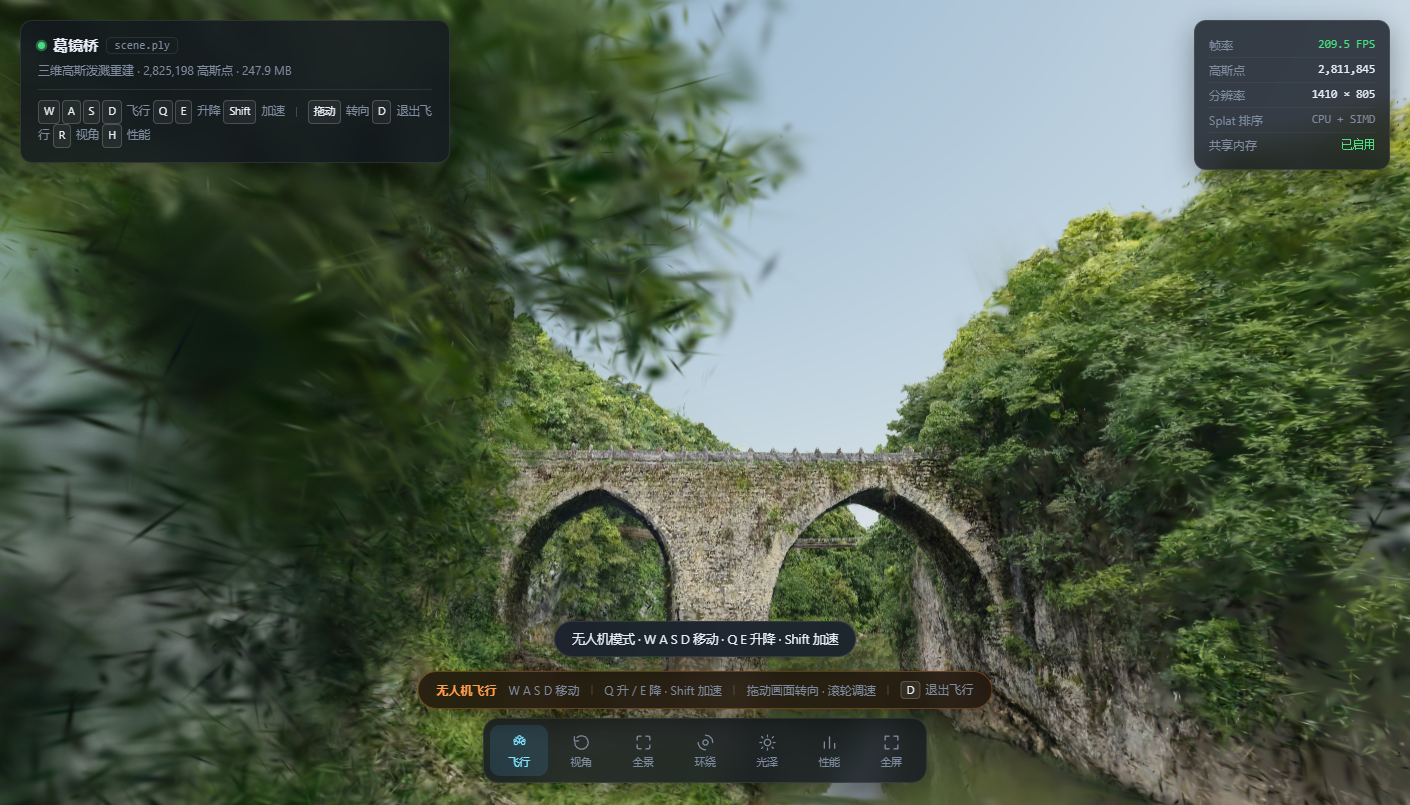 葛镜桥 scene.ply
三维高斯泼溅重建 · 2,825,198 高斯点 · 247.9 MB
W A S D 飞行 Q E 升降 Shift 加速 | 拖动 转向 D 退出飞
行 R 视角 H 性能
帧率 209.5 FPS
高斯点 2,811,845
分辨率 1410 × 805
Splat 排序 CPU + SIMD
共享内存 已启用
无人机模式 · W A S D 移动 · Q E 升降 · Shift 加速
无人机飞行 W A S D 移动 | Q 升 / E 降 · Shift 加速 | 拖动画面转向 · 滚轮调速 | D 退出飞行
飞行 视角 全景 环绕 光泽 性能 全屏